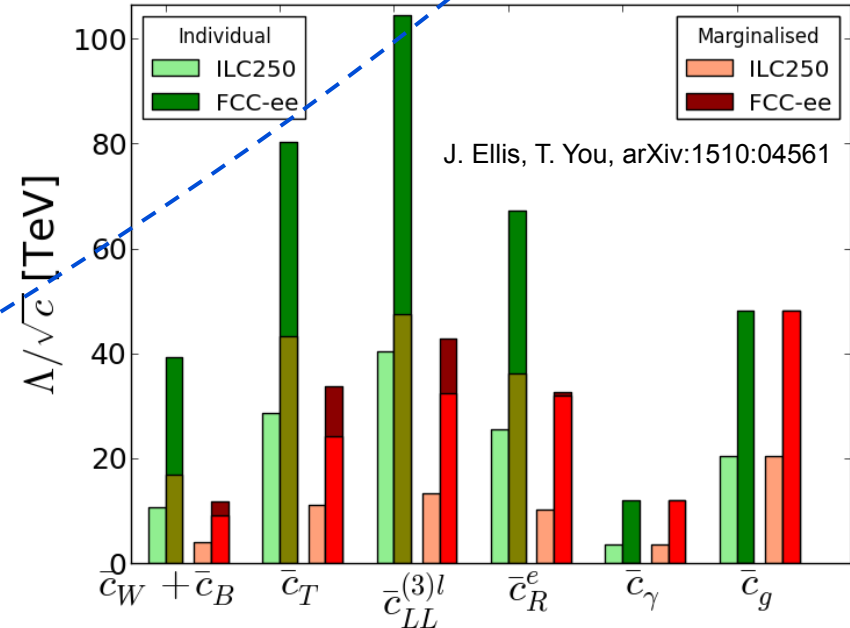 100
80
60
40
20
0
Λ/√c [TeV]
Individual
ILC250
FCC-ee
Marginalised
ILC250
FCC-ee
J. Ellis, T. You, arXiv:1510:04561
c̄_W + c̄_B
c̄_T
c̄_LL^(3)l
c̄_R^e
c̄_γ
c̄_g